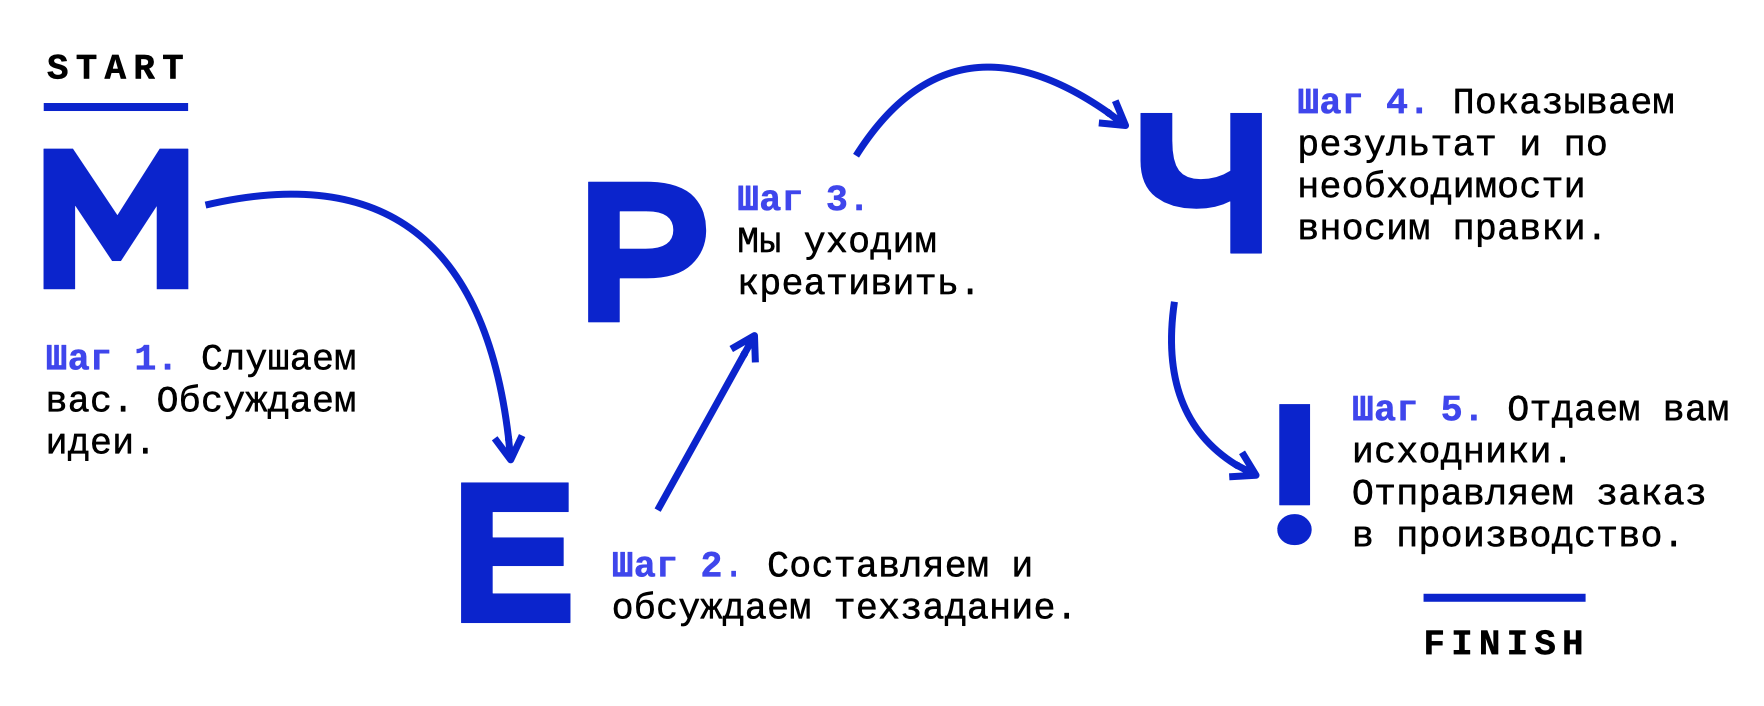 START
М
Шаг 1. Слушаем
вас. Обсуждаем
идеи.
Е
Шаг 2. Составляем и
обсуждаем техзадание.
Р
Шаг 3.
Мы уходим
креативить.
Ч
Шаг 4. Показываем
результат и по
необходимости
вносим правки.
!
Шаг 5. Отдаем вам
исходники.
Отправляем заказ
в производство.
FINISH